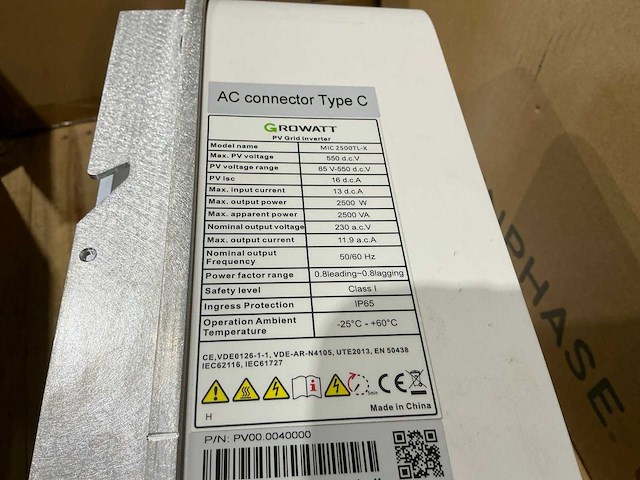 AC connector Type C
GROWATT
PV Grid Inverter
Model name MIC 2500TL-X
Max. PV voltage 550 d.c.V
PV voltage range 65 V-550 d.c.V
PV Isc 16 d.c.A
Max. input current 13 d.c.A
Max. output power 2500 W
Max. apparent power 2500 VA
Nominal output voltage 230 a.c.V
Max. output current 11.9 a.c.A
Nominal output Frequency 50/60 Hz
Power factor range 0.8leading~0.8lagging
Safety level Class I
Ingress Protection IP65
Operation Ambient Temperature -25°C - +60°C
CE,VDE0126-1-1, VDE-AR-N4105, UTE2013, EN 50438
IEC62116, IEC61727
CE
H
Made in China
P/N: PV00.0040000
NPHASE